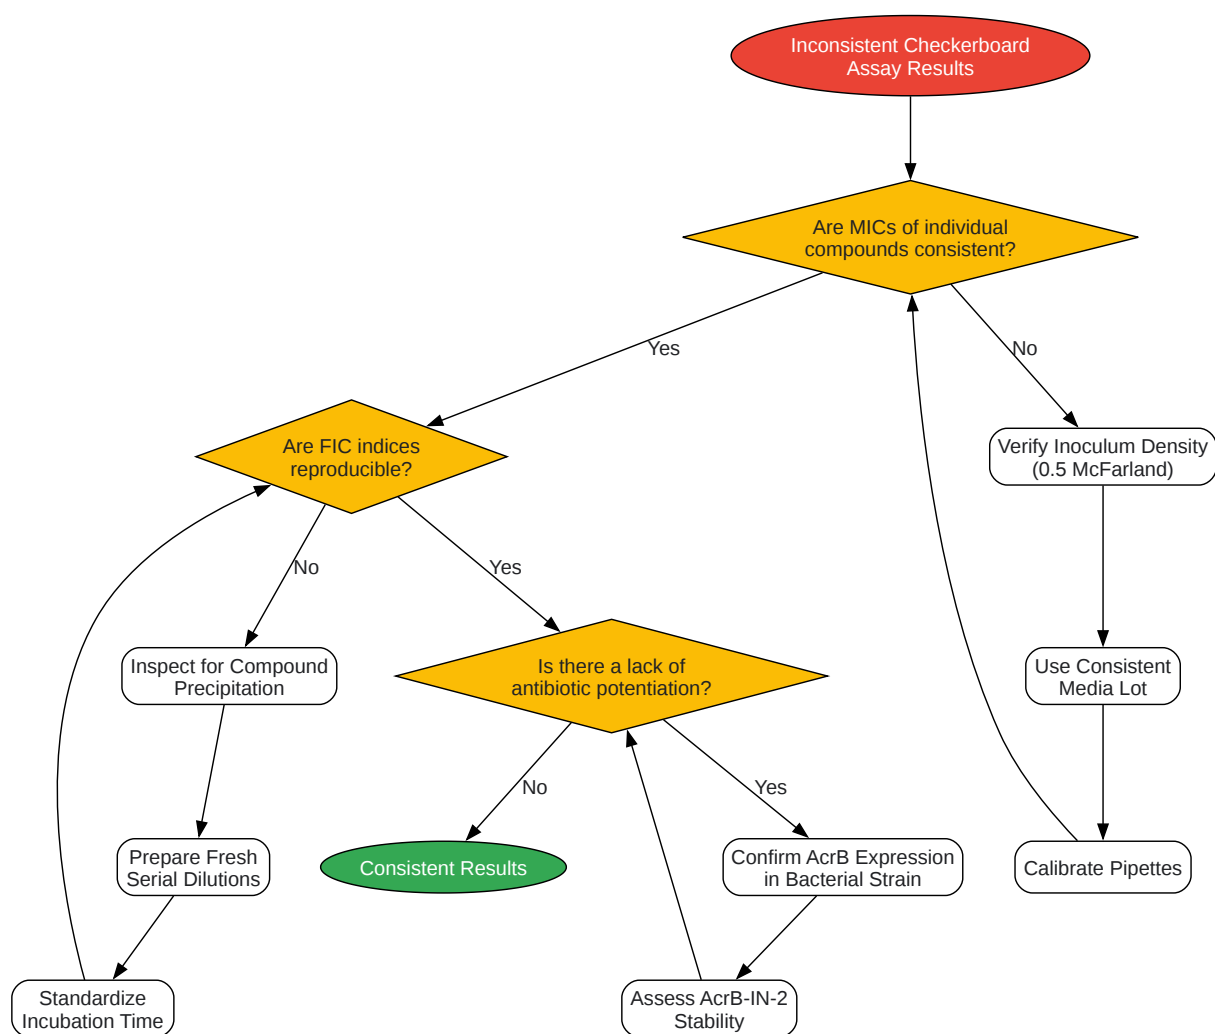 Inconsistent Checkerboard
Assay Results
Are MICs of individual
compounds consistent?
Yes
No
Are FIC indices
reproducible?
Verify Inoculum Density
(0.5 McFarland)
No
Yes
Inspect for Compound
Precipitation
Is there a lack of
antibiotic potentiation?
Use Consistent
Media Lot
No
Yes
Prepare Fresh
Serial Dilutions
Consistent Results
Confirm AcrB Expression
in Bacterial Strain
Calibrate Pipettes
Standardize
Incubation Time
Assess AcrB-IN-2
Stability